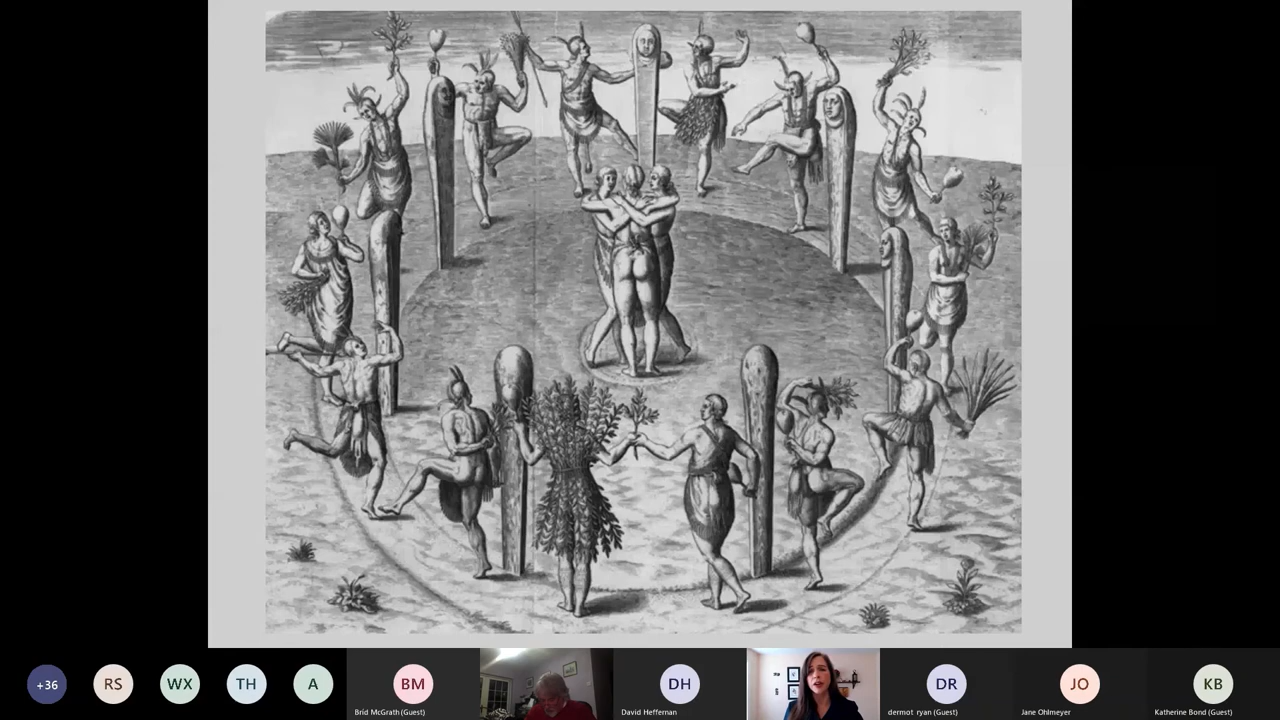 +36
RS
WX
TH
A
BM
Brid McGrath (Guest)
DH
David Heffernan
DR
dermot ryan (Guest)
JO
Jane Ohlmeyer
KB
Katherine Bond (Guest)